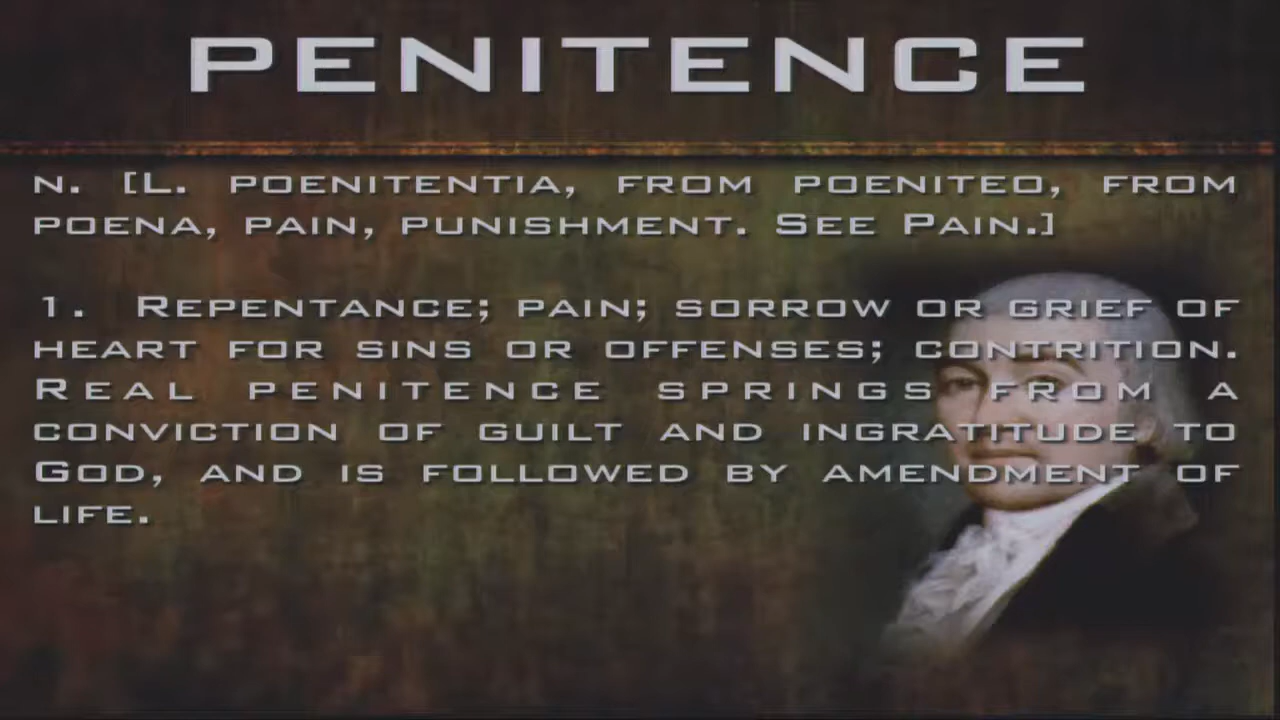 PENITENCE
N. [L. POENITENTIA, FROM POENITEO, FROM
POENA, PAIN, PUNISHMENT. SEE PAIN.]
1. REPENTANCE; PAIN; SORROW OR GRIEF OF
HEART FOR SINS OR OFFENSES; CONTRITION.
REAL PENITENCE SPRINGS FROM A
CONVICTION OF GUILT AND INGRATITUDE TO
GOD, AND IS FOLLOWED BY AMENDMENT OF
LIFE.